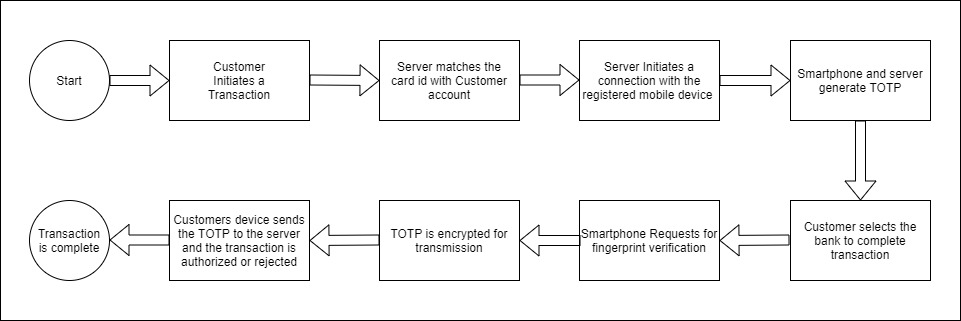 Start
Customer
Initiates a
Transaction
Server matches the
card id with Customer
account
Server Initiates a
connection with the
registered mobile device
Smartphone and server
generate TOTP
Customer selects the
bank to complete
transaction
Smartphone Requests for
fingerprint verification
TOTP is encrypted for
transmission
Customers device sends
the TOTP to the server
and the transaction is
authorized or rejected
Transaction
is complete